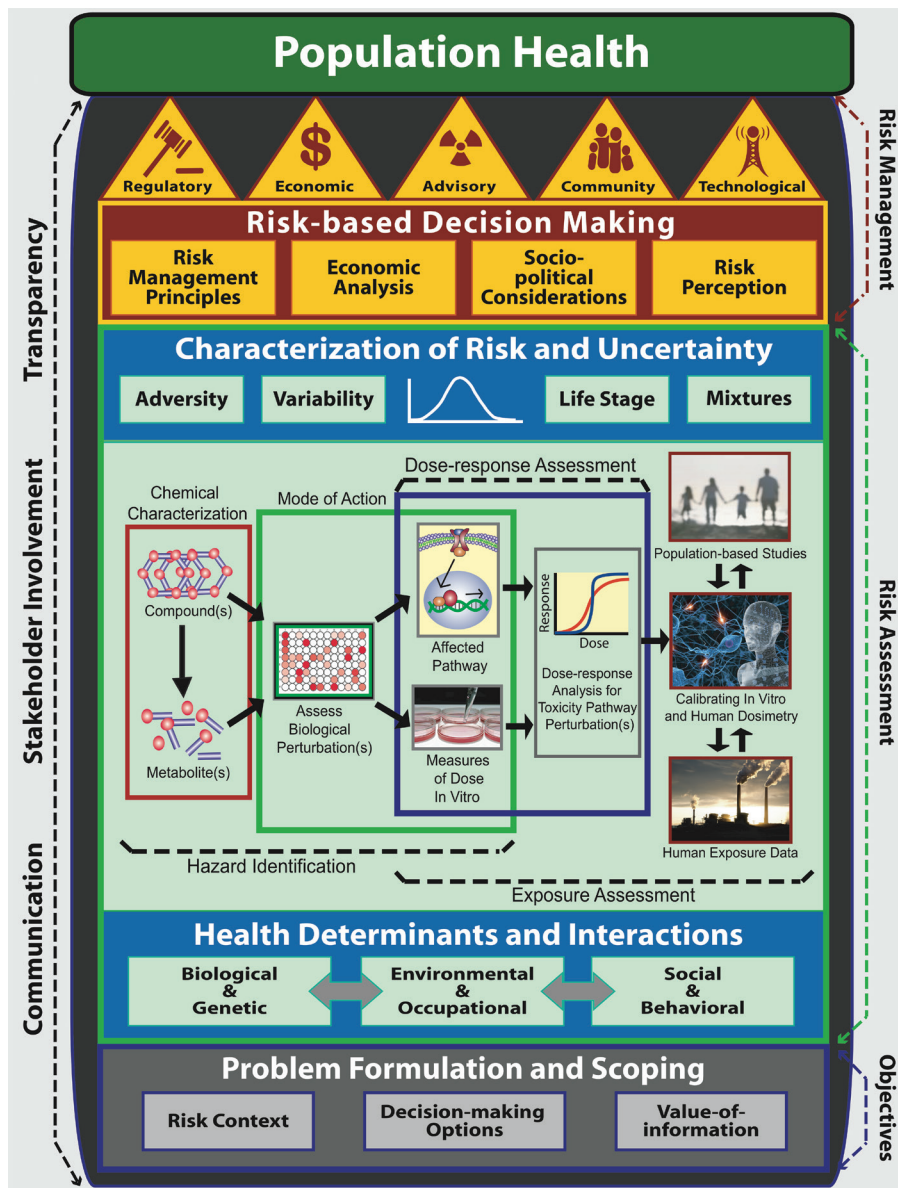 Population Health
Regulatory
Economic
Advisory
Community
Technological
Risk-based Decision Making
Risk
Management
Principles
Economic
Analysis
Socio-
political
Considerations
Risk
Perception
Characterization of Risk and Uncertainty
Adversity
Variability
Life Stage
Mixtures
Dose-response Assessment
Chemical
Characterization
Mode of Action
Compound(s)
Metabolite(s)
Assess
Biological
Perturbation(s)
Affected
Pathway
Measures
of Dose
In Vitro
Response
Dose
Dose-response
Analysis for
Toxicity Pathway
Perturbation(s)
Population-based Studies
Calibrating In Vitro
and Human Dosimetry
Human Exposure Data
Hazard Identification
Exposure Assessment
Health Determinants and Interactions
Biological
&
Genetic
Environmental
&
Occupational
Social
&
Behavioral
Problem Formulation and Scoping
Risk Context
Decision-making
Options
Value-of-
information
Transparency
Stakeholder Involvement
Communication
Risk Management
Risk Assessment
Objectives